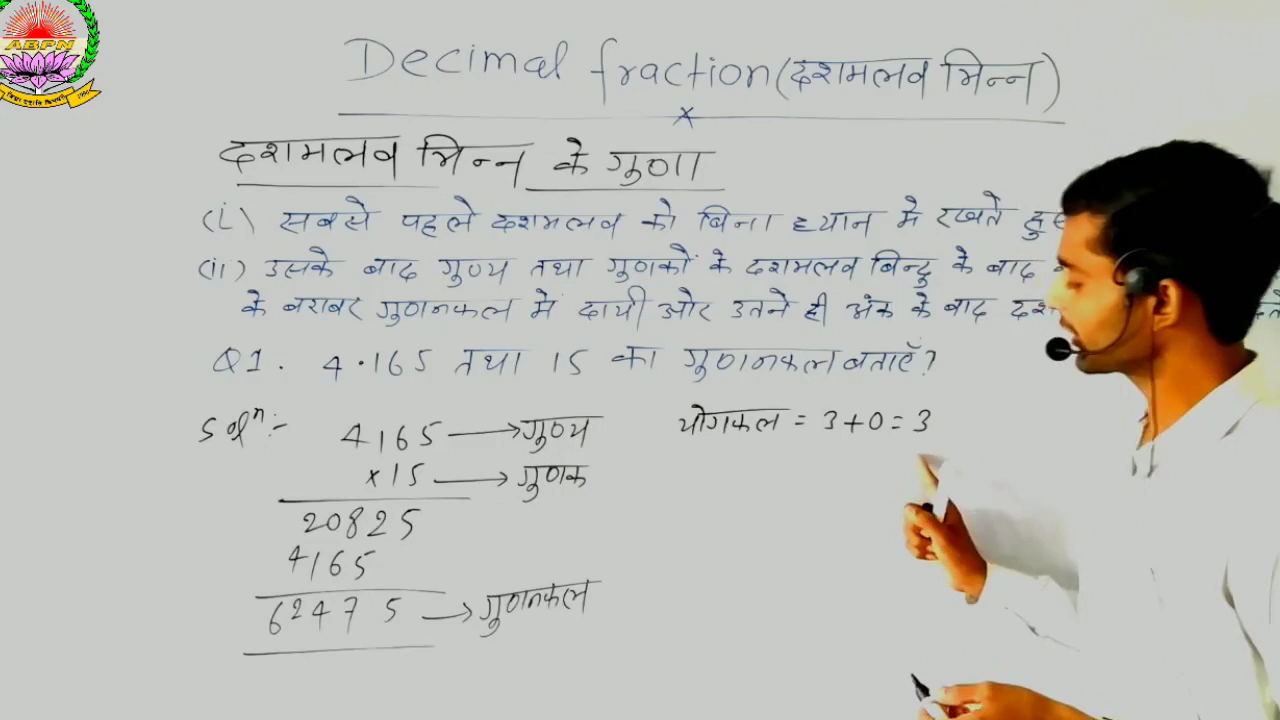 ABPN
Decimal fraction (दशमलव भिन्न)
x
दशमलव भिन्न के गुणा
(i) सबसे पहले दशमलव को बिना ध्यान में रखते हुए
(ii) उसके बाद गुण्य तथा गुणकों के दशमलव बिन्दु के बाद
के बराबर गुणनफल में दायी ओर उतने ही अंक के बाद
Q1. 4.165 तथा 15 का गुणनफल बताएँ?
Solⁿ:- 4165 → गुण्य योगफल = 3+0=3
x15 → गुणक
20825
4165
62475 → गुणनफल